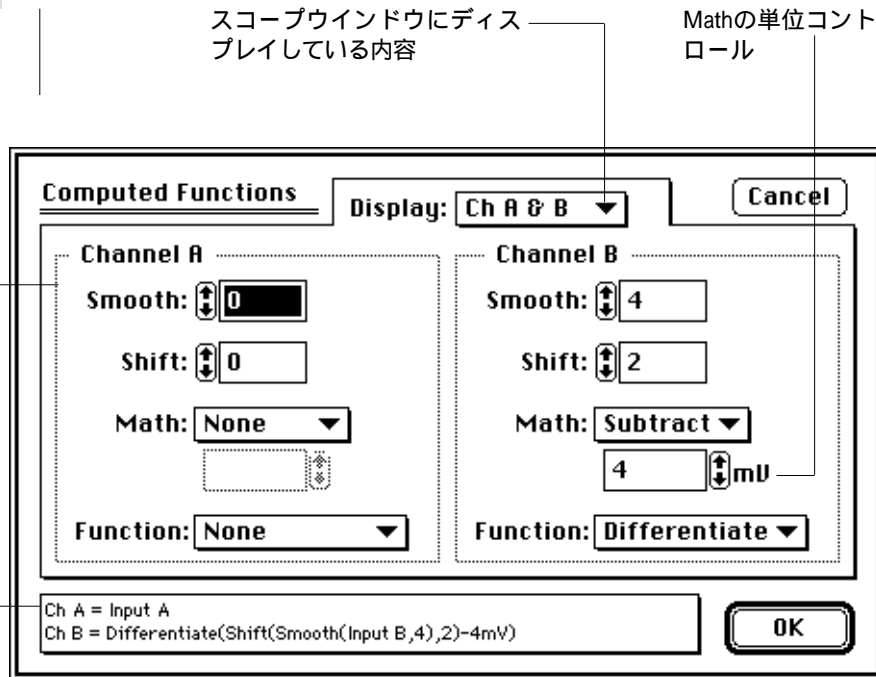 スコープウインドウにディス
プレイしている内容
Mathの単位コント
ロール
Computed Functions
Display: Ch A & B
Cancel
Channel A
Smooth: 0
Shift: 0
Math: None
Function: None
Channel B
Smooth: 4
Shift: 2
Math: Subtract
4 mV
Function: Differentiate
Ch A = Input A
Ch B = Differentiate(Shift(Smooth(Input B,4),2)-4mV)
OK